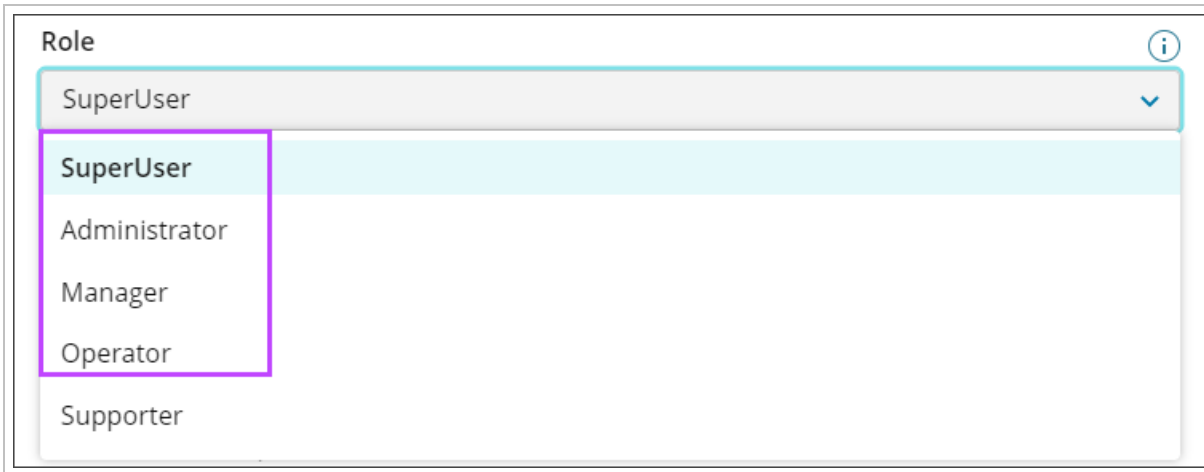 Role
SuperUser
SuperUser
Administrator
Manager
Operator
Supporter